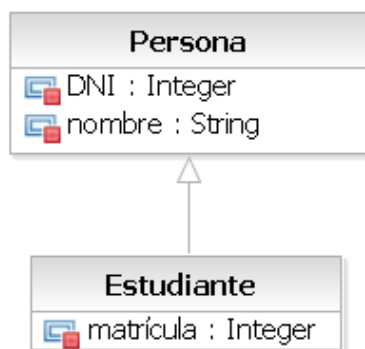 Persona
DNI : Integer
nombre : String
Estudiante
matrícula : Integer